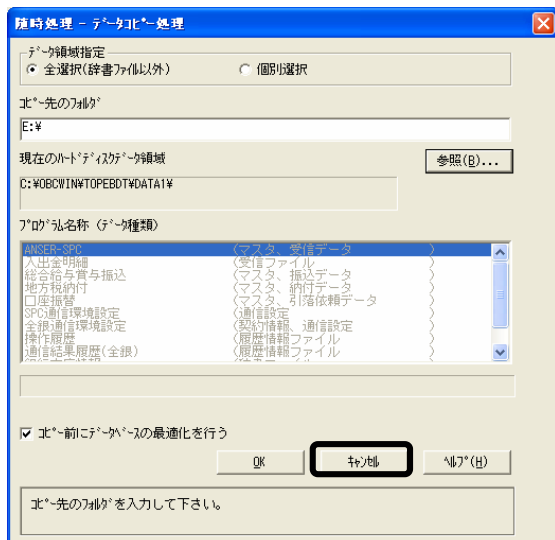 随時処理 - ﾃﾞｰﾀｺﾋﾟｰ処理
ﾃﾞｰﾀ領域指定
全選択(辞書ﾌｧｲﾙ以外)
個別選択
ｺﾋﾟｰ先のﾌｫﾙﾀﾞ
E:¥
現在のﾊｰﾄﾞﾃﾞｨｽｸﾃﾞｰﾀ領域
参照(B)...
C:¥OBCWIN¥TOPEBDT¥DATA1¥
ﾌﾟﾛｸﾞﾗﾑ名称 (ﾃﾞｰﾀ種類)
ANSER-SPC (マスタ、受信データ )
入出金明細 (受信ファイル )
総合給与賞与振込 (マスタ、振込データ )
地方税納付 (マスタ、納付データ )
口座振替 (マスタ、引落依頼データ )
SPC通信環境設定 (通信設定 )
全銀通信環境設定 (契約情報、通信設定 )
操作履歴 (履歴情報ファイル )
通信結果履歴(全銀) (履歴情報ファイル )
ｺﾋﾟｰ前にﾃﾞｰﾀﾍﾞｰｽの最適化を行う
OK
ｷｬﾝｾﾙ
ﾍﾙﾌﾟ(H)
ｺﾋﾟｰ先のﾌｫﾙﾀﾞを入力して下さい。